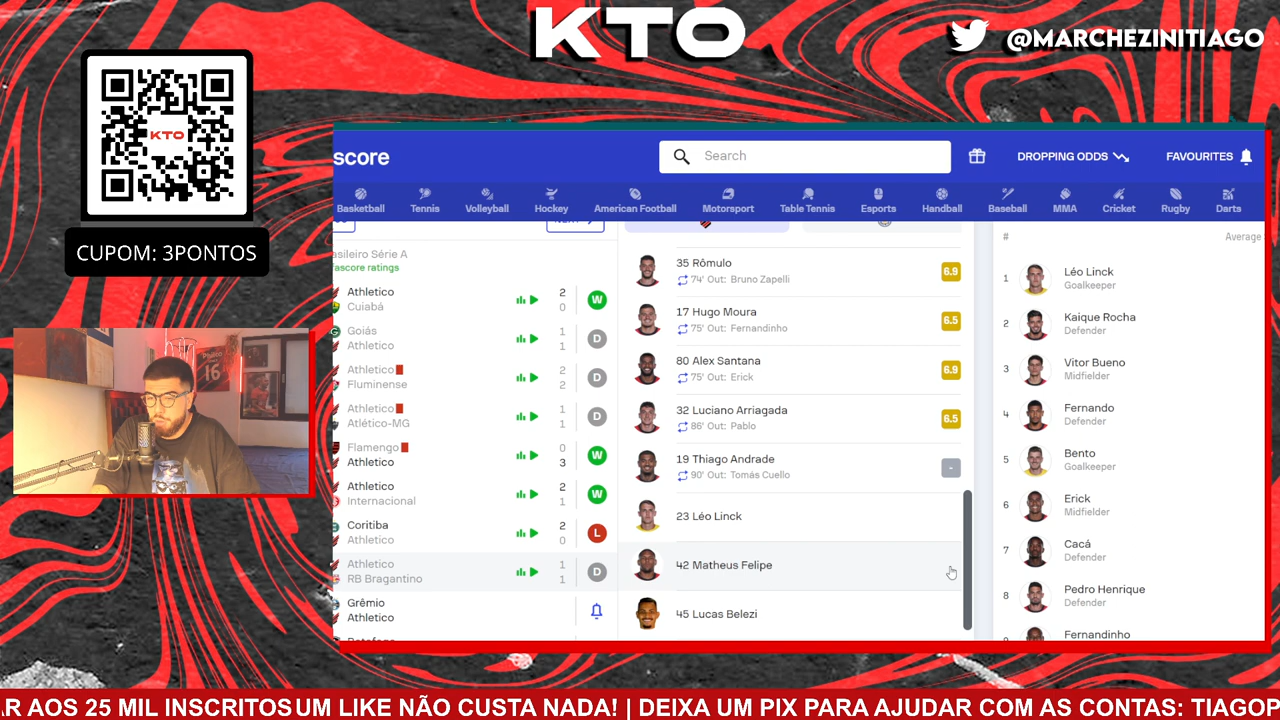 KTO
@MARCHEZINITIAGO
KTO
CUPOM: 3PONTOS
score
Search
DROPPING ODDS
FAVOURITES
Basketball
Tennis
Volleyball
Hockey
American Football
Motorsport
Table Tennis
Esports
Handball
Baseball
MMA
Cricket
Rugby
Darts
asileiro Série A
ascore ratings
Athletico 2
Cuiabá 0
W
Goiás 1
Athletico 1
D
Athletico 2
Fluminense 2
D
Athletico 1
Atlético-MG 1
D
Flamengo 0
Athletico 3
W
Athletico 2
Internacional 1
W
Coritiba 2
Athletico 0
L
Athletico 1
RB Bragantino 1
D
Grêmio
Athletico
35 Rômulo
74' Out: Bruno Zapelli
6.9
17 Hugo Moura
75' Out: Fernandinho
6.5
80 Alex Santana
75' Out: Erick
6.9
32 Luciano Arriagada
86' Out: Pablo
6.5
19 Thiago Andrade
90' Out: Tomás Cuello
-
23 Léo Linck
42 Matheus Felipe
45 Lucas Belezi
# Average
1 Léo Linck
Goalkeeper
2 Kaique Rocha
Defender
3 Vitor Bueno
Midfielder
4 Fernando
Defender
5 Bento
Goalkeeper
6 Erick
Midfielder
7 Cacá
Defender
8 Pedro Henrique
Defender
Fernandinho
16
R AOS 25 MIL INSCRITOS UM LIKE NÃO CUSTA NADA! | DEIXA UM PIX PARA AJUDAR COM AS CONTAS: TIAGOP